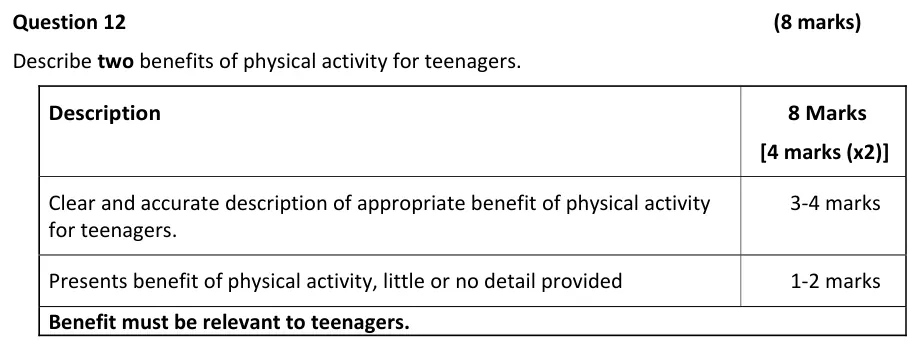 Question 12 (8 marks)
Describe two benefits of physical activity for teenagers.
Description 8 Marks
[4 marks (x2)]
Clear and accurate description of appropriate benefit of physical activity 3-4 marks
for teenagers.
Presents benefit of physical activity, little or no detail provided 1-2 marks
Benefit must be relevant to teenagers.